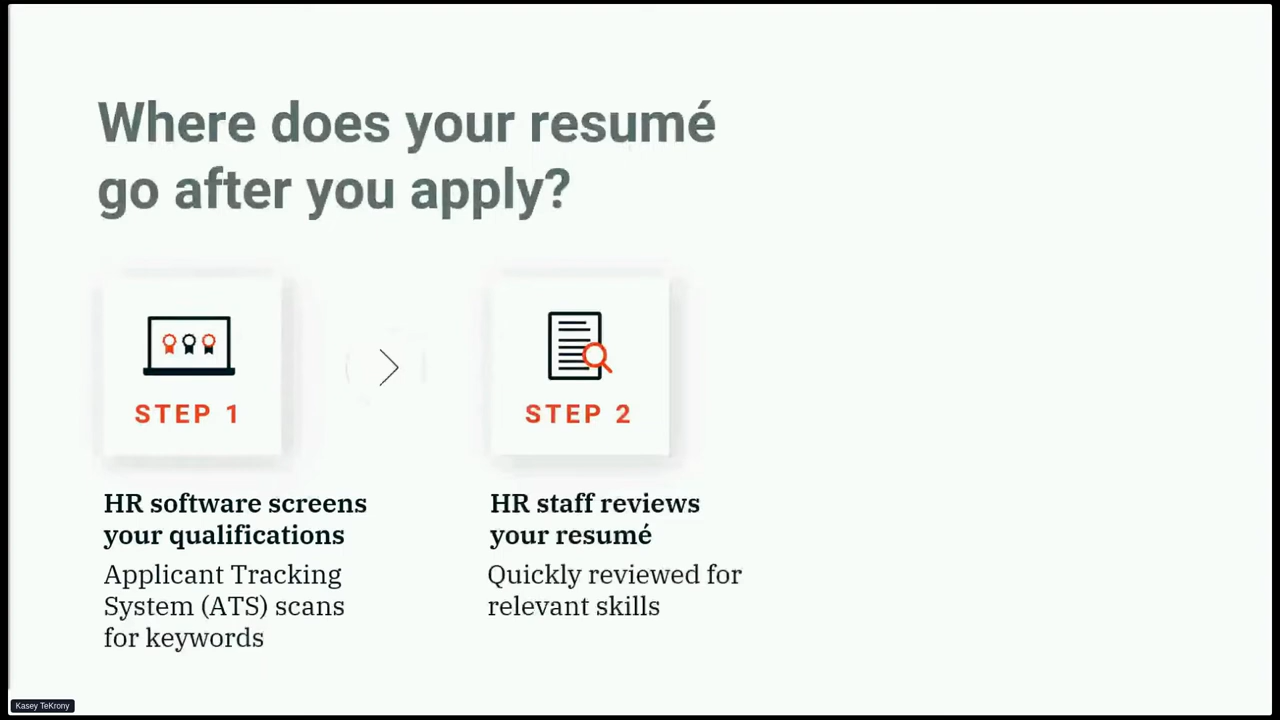 Where does your resumé
go after you apply?
STEP 1
STEP 2
HR software screens
your qualifications
Applicant Tracking
System (ATS) scans
for keywords
HR staff reviews
your resumé
Quickly reviewed for
relevant skills
Kasey TeKrony